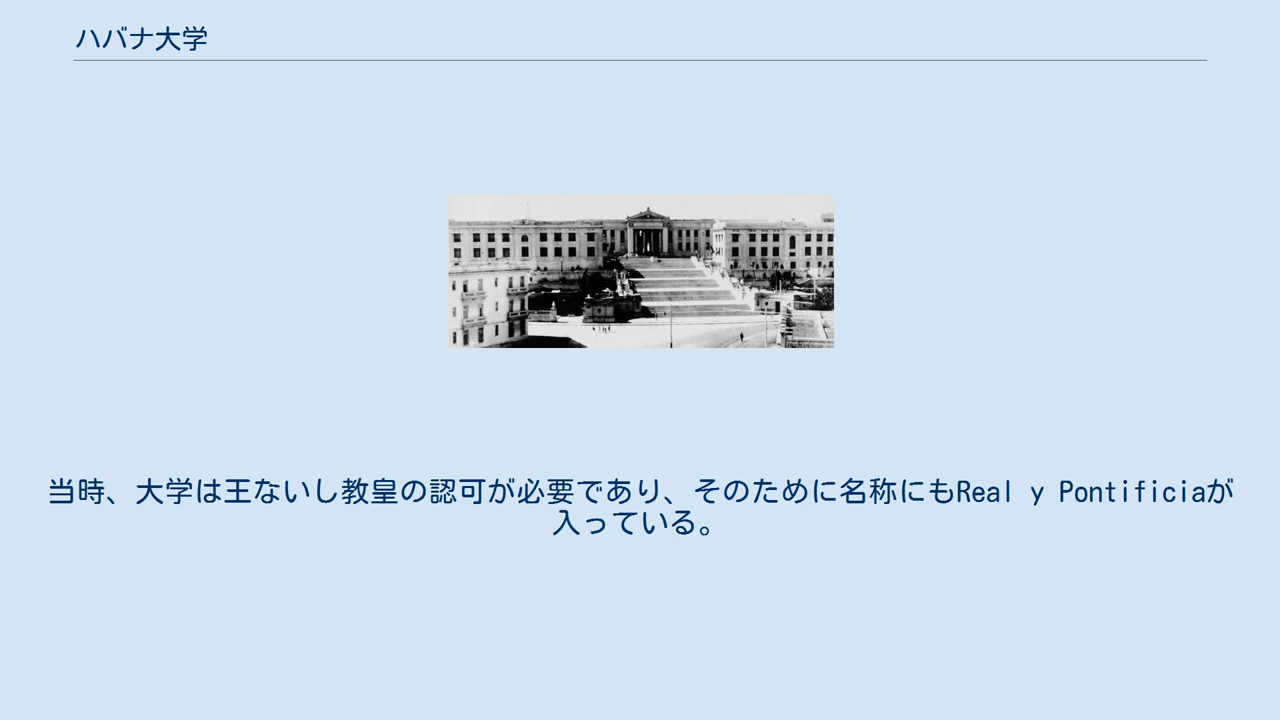 ハバナ大学
当時、大学は王ないし教皇の認可が必要であり、そのために名称にもReal y Pontificiaが
入っている。